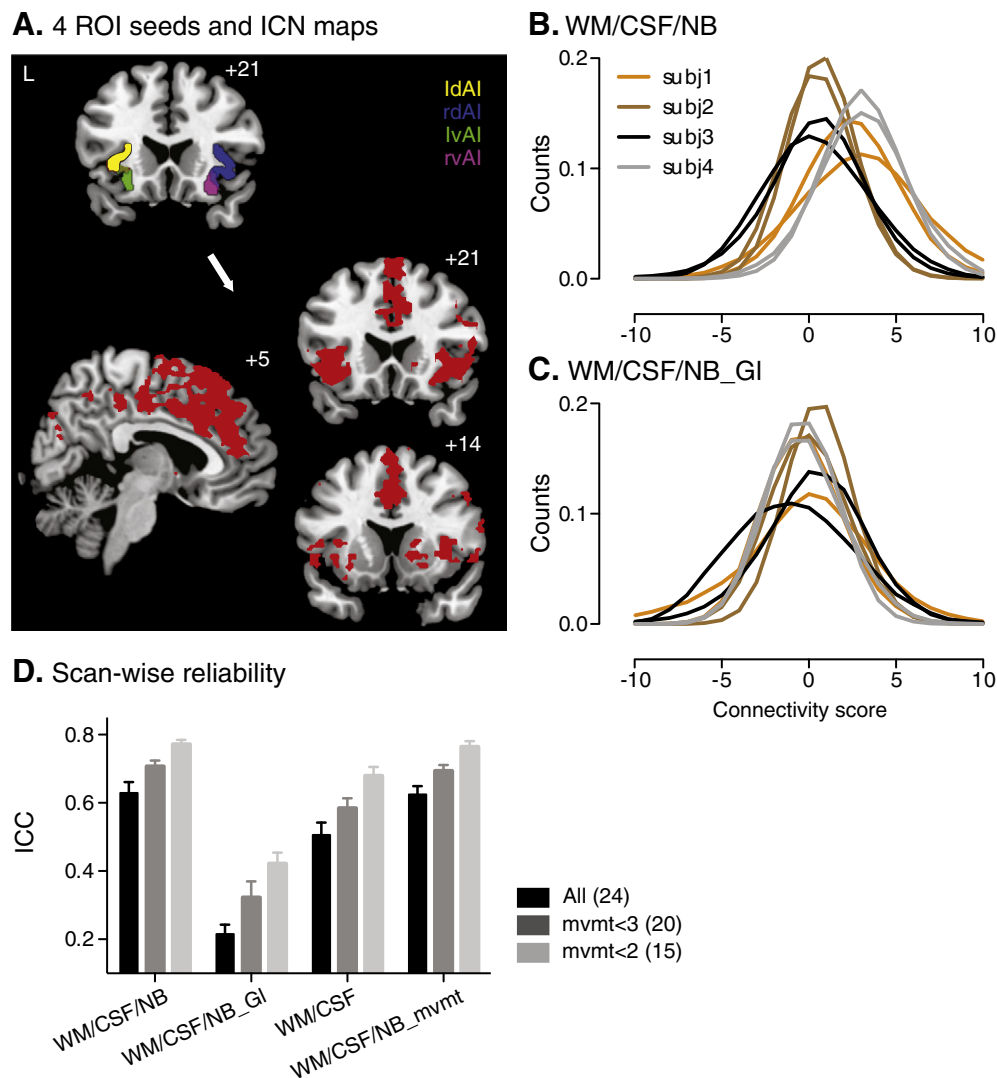 A. 4 ROI seeds and ICN maps
L
+21
ldAI
rdAI
lvAI
rvAI
+21
+5
+14
B. WM/CSF/NB
0.2
0.1
0.0
Counts
subj1
subj2
subj3
subj4
-10 -5 0 5 10
C. WM/CSF/NB_Gl
0.2
0.1
0.0
Counts
-10 -5 0 5 10
Connectivity score
D. Scan-wise reliability
0.8
0.6
0.4
0.2
ICC
WM/CSF/NB
WM/CSF/NB_Gl
WM/CSF
WM/CSF/NB_mvmt
All (24)
mvmt<3 (20)
mvmt<2 (15)